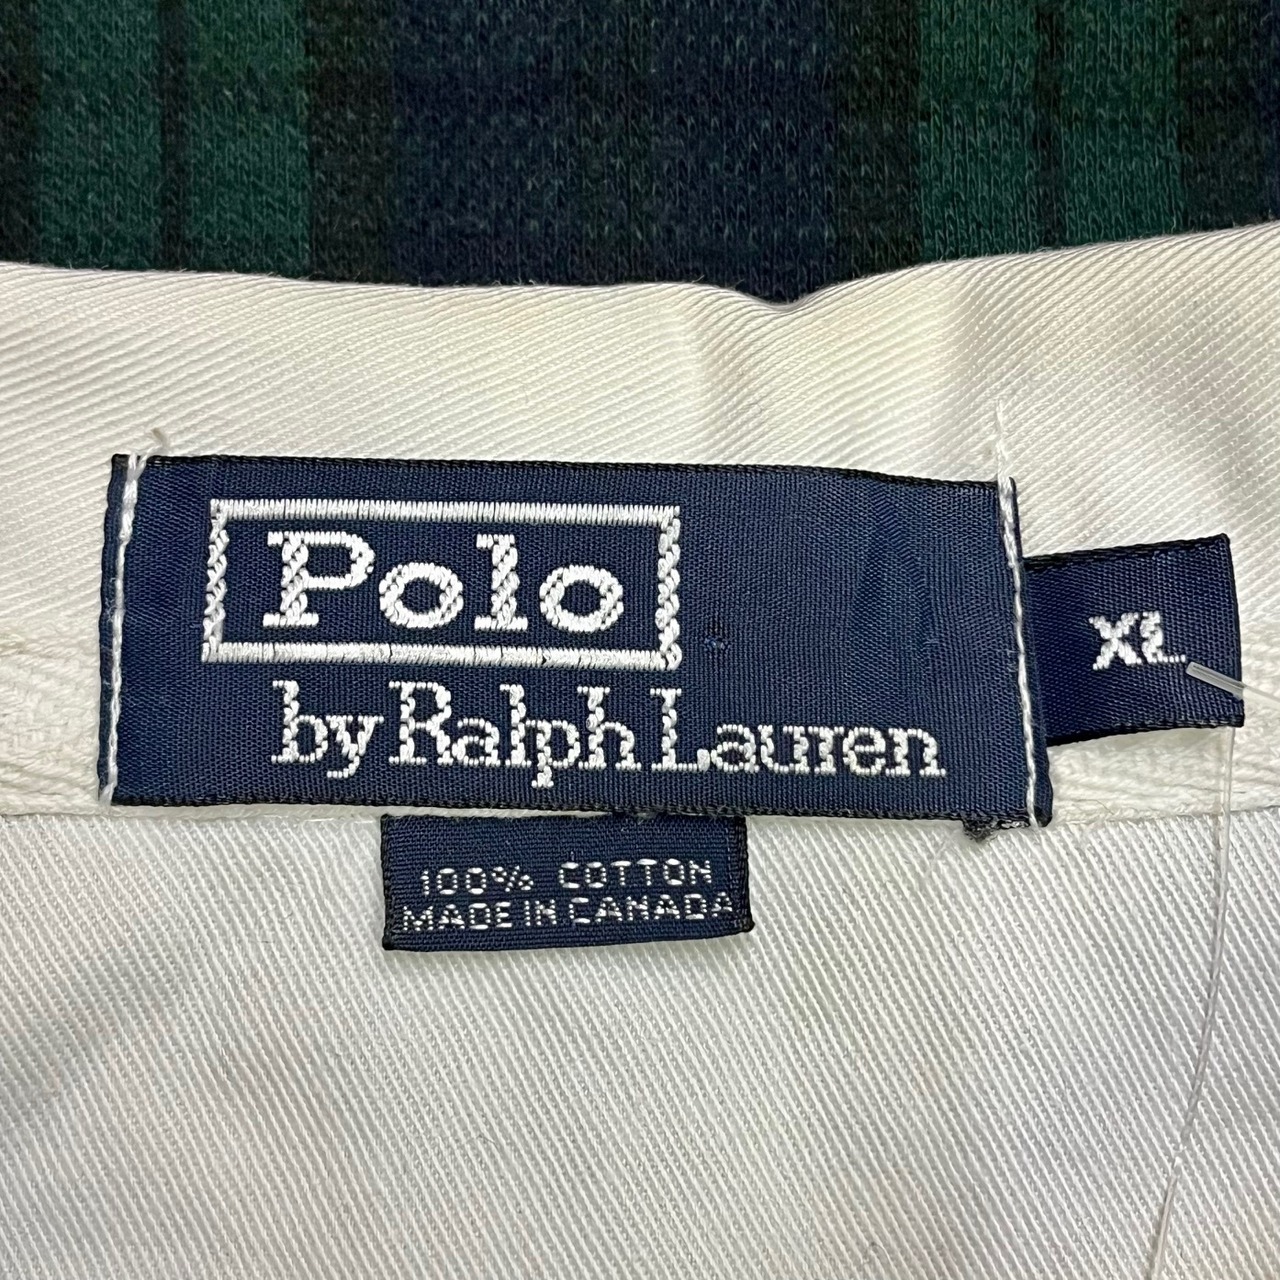 Polo
by Ralph Lauren
XL
100% COTTON
MADE IN CANADA